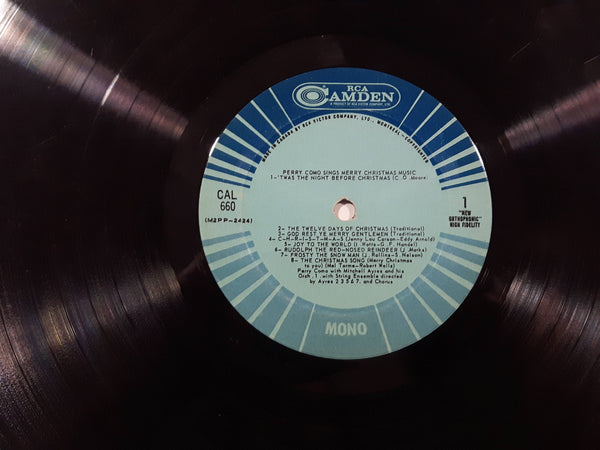 RCA
CAMDEN
A PRODUCT OF RCA VICTOR COMPANY, LTD.
MADE IN CANADA BY RCA VICTOR COMPANY, LTD., MONTREAL - COPYRIGHTED
PERRY COMO SINGS MERRY CHRISTMAS MUSIC
1-'TWAS THE NIGHT BEFORE CHRISTMAS (C. C. Moore)
CAL
660
(M2PP-2424)
1
"NEW
ORTHOPHONIC"
HIGH FIDELITY
2- THE TWELVE DAYS OF CHRISTMAS (Traditional)
3- GOD REST YE MERRY GENTLEMEN (Traditional)
4- C-H-R-I-S-T-M-A-S (Jenny Lou Carson-Eddy Arnold)
5- JOY TO THE WORLD (I. Watts-G. F. Handel)
6- RUDOLPH THE RED-NOSED REINDEER (J. Marks)
7- FROSTY THE SNOW MAN (J. Rollins-S. Nelson)
8- THE CHRISTMAS SONG (Merry Christmas
to you) (Mel Torme-Robert Wells)
Perry Como with Mitchell Ayres and his
Orch. 1. with String Ensemble directed
by Ayres 2 3 5 6 7. and Chorus
MONO